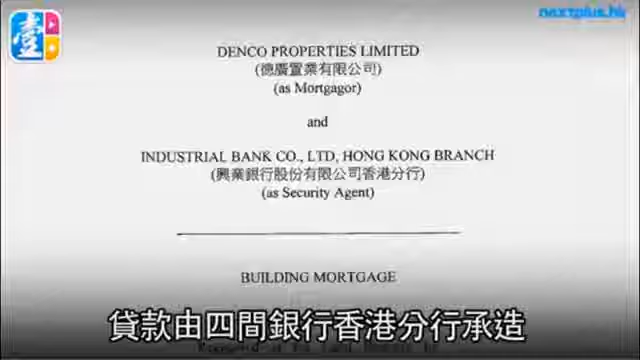 壹
nextplus.hk
DENCO PROPERTIES LIMITED
(德廣置業有限公司)
(as Mortgagor)
and
INDUSTRIAL BANK CO., LTD, HONG KONG BRANCH
(興業銀行股份有限公司香港分行)
(as Security Agent)
BUILDING MORTGAGE
貸款由四間銀行香港分行承造